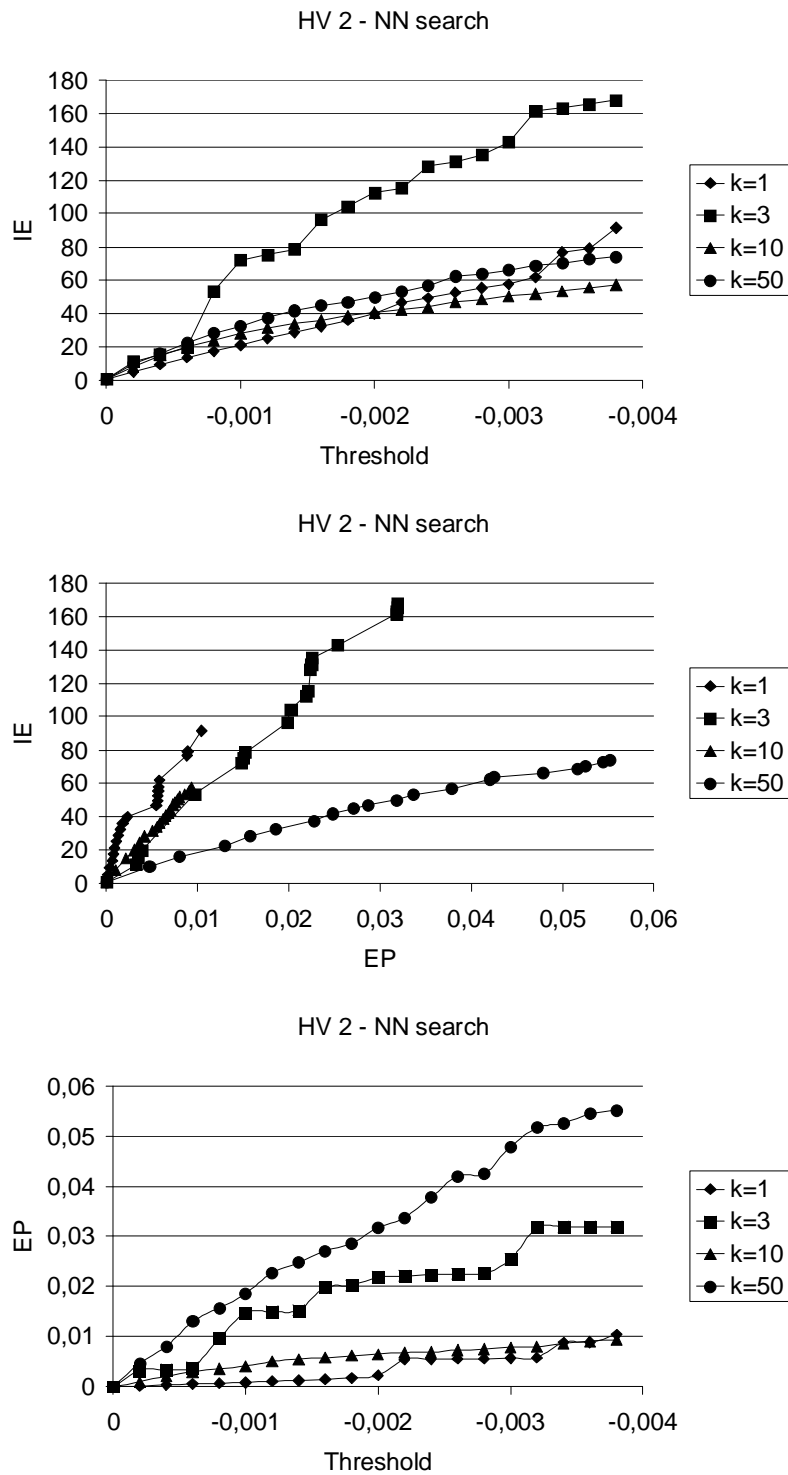 HV 2 - NN search
180
160
140
120
100
80
60
40
20
0
IE
0 -0,001 -0,002 -0,003 -0,004
Threshold
k=1
k=3
k=10
k=50
HV 2 - NN search
180
160
140
120
100
80
60
40
20
0
IE
0 0,01 0,02 0,03 0,04 0,05 0,06
EP
k=1
k=3
k=10
k=50
HV 2 - NN search
0,06
0,05
0,04
0,03
0,02
0,01
0
EP
0 -0,001 -0,002 -0,003 -0,004
Threshold
k=1
k=3
k=10
k=50